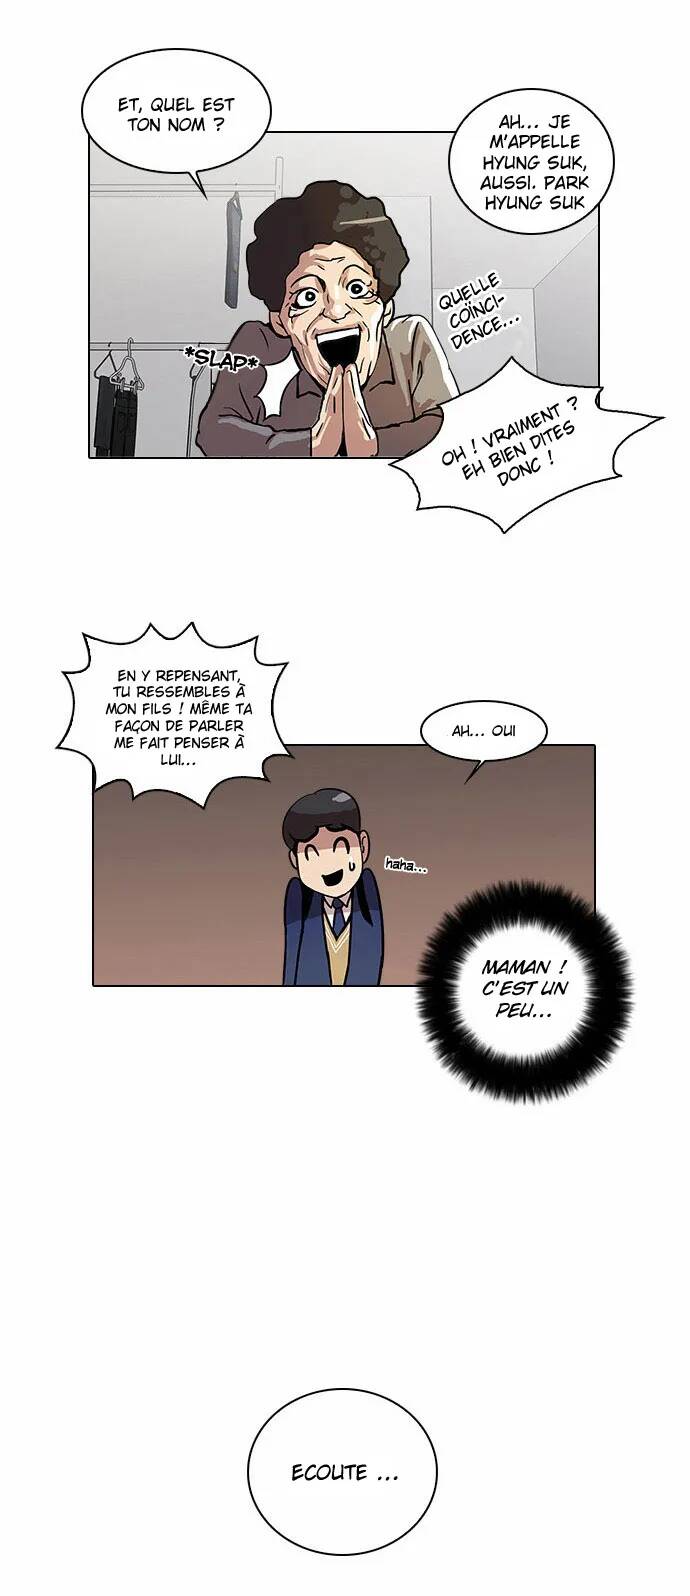 ET, QUEL EST
TON NOM ?
AH... JE
M'APPELLE
HYUNG SUK,
AUSSI. PARK
HYUNG SUK
QUELLE
COÏNCI-
DENCE...
*SLAP*
OH ! VRAIMENT ?
EH BIEN DITES
DONC !
EN Y REPENSANT,
TU RESSEMBLES À
MON FILS ! MÊME TA
FAÇON DE PARLER
ME FAIT PENSER À
LUI...
AH... OUI
haha...
MAMAN !
C'EST UN
PEU...
ECOUTE ...